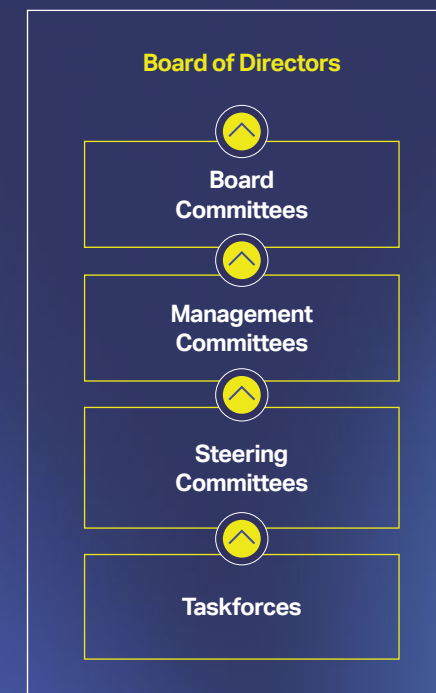 Board of Directors
Board
Committees
Management
Committees
Steering
Committees
Taskforces